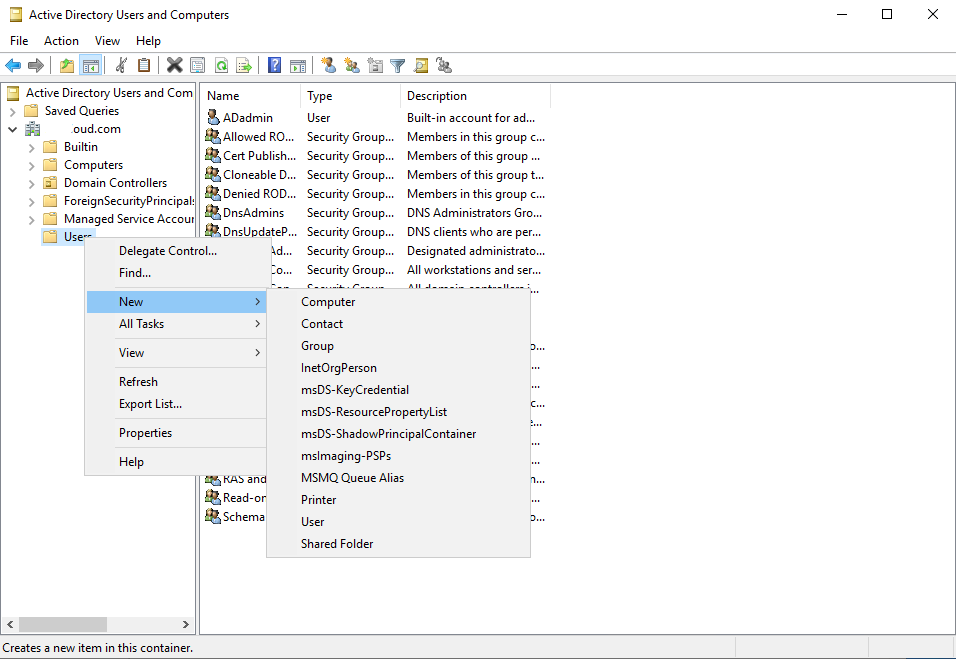 Active Directory Users and Computers
File Action View Help
Active Directory Users and Com
Saved Queries
.oud.com
Builtin
Computers
Domain Controllers
ForeignSecurityPrincipals
Managed Service Accour
Users
Name Type Description
ADadmin User Built-in account for ad...
Allowed RO... Security Group... Members in this group c...
Cert Publish... Security Group... Members of this group ...
Cloneable D... Security Group... Members of this group t...
Denied ROD... Security Group... Members in this group c...
DnsAdmins Security Group... DNS Administrators Gro...
DnsUpdateP... Security Group... DNS clients who are per...
Security Group... Designated administrato...
Security Group... All workstations and ser...
Security Group... All domain controllers i...
RAS and
Read-or
Schema
Delegate Control...
Find...
New
All Tasks
View
Refresh
Export List...
Properties
Help
Computer
Contact
Group
InetOrgPerson
msDS-KeyCredential
msDS-ResourcePropertyList
msDS-ShadowPrincipalContainer
msImaging-PSPs
MSMQ Queue Alias
Printer
User
Shared Folder
Creates a new item in this container.